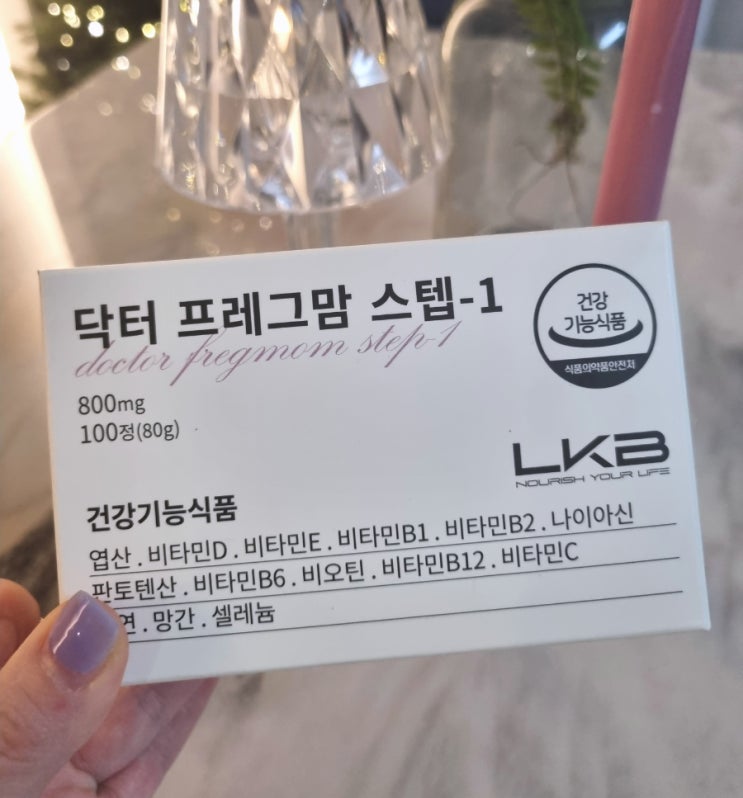 닥터 프레그맘 스텝-1
doctor fregmom step-1
800mg
100정(80g)
건강
기능식품
식품의약품안전처
LKB
NOURISH YOUR LIFE
건강기능식품
엽산 . 비타민D . 비타민E . 비타민B1 . 비타민B2 . 나이아신
판토텐산 . 비타민B6 . 비오틴 . 비타민B12 . 비타민C
연 . 망간 . 셀레늄